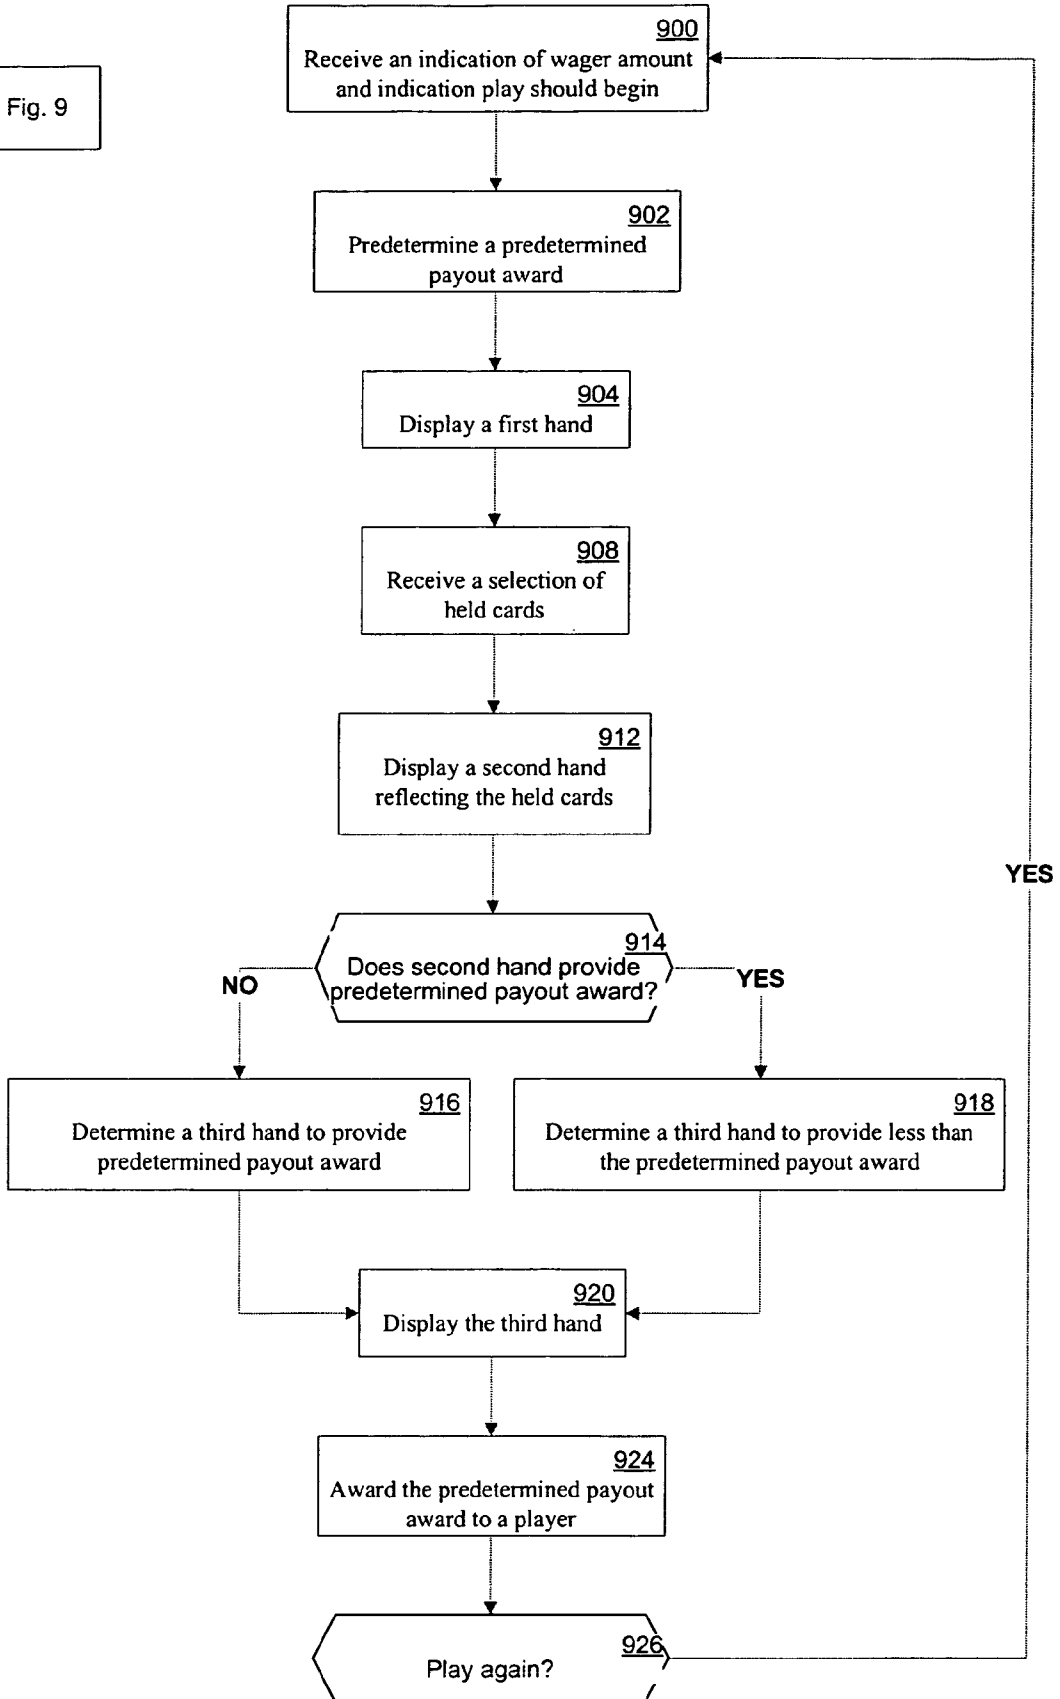 Fig. 9
900
Receive an indication of wager amount
and indication play should begin
902
Predetermine a predetermined
payout award
904
Display a first hand
908
Receive a selection of
held cards
912
Display a second hand
reflecting the held cards
YES
914
Does second hand provide
predetermined payout award?
NO
YES
916
Determine a third hand to provide
predetermined payout award
918
Determine a third hand to provide less than
the predetermined payout award
920
Display the third hand
924
Award the predetermined payout
award to a player
926
Play again?